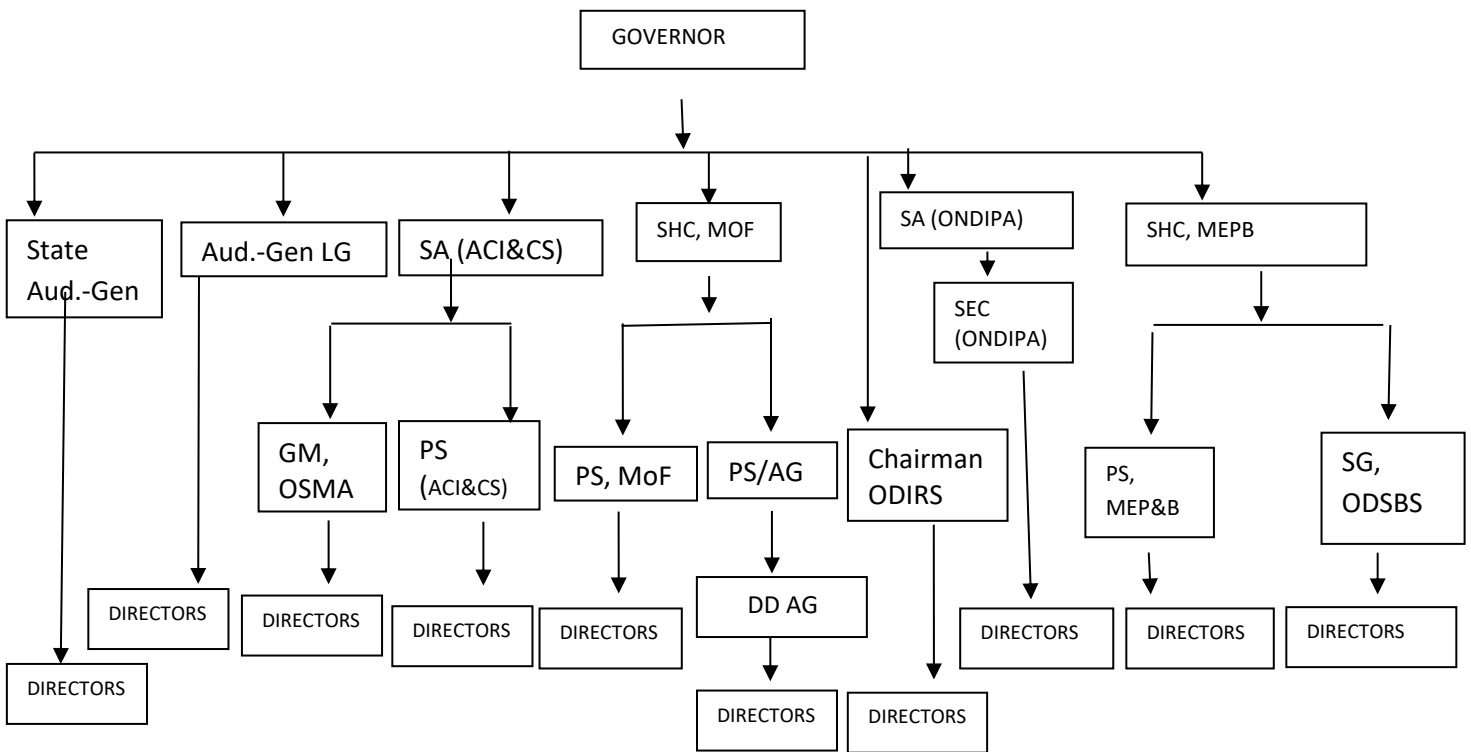 GOVERNOR
State
Aud.-Gen
Aud.-Gen LG
SA (ACI&CS)
SHC, MOF
SA (ONDIPA)
SHC, MEPB
SEC
(ONDIPA)
GM,
OSMA
PS
(ACI&CS)
PS, MoF
PS/AG
Chairman
ODIRS
PS,
MEP&B
SG,
ODSBS
DD AG
DIRECTORS
DIRECTORS
DIRECTORS
DIRECTORS
DIRECTORS
DIRECTORS
DIRECTORS
DIRECTORS
DIRECTORS
DIRECTORS
DIRECTORS